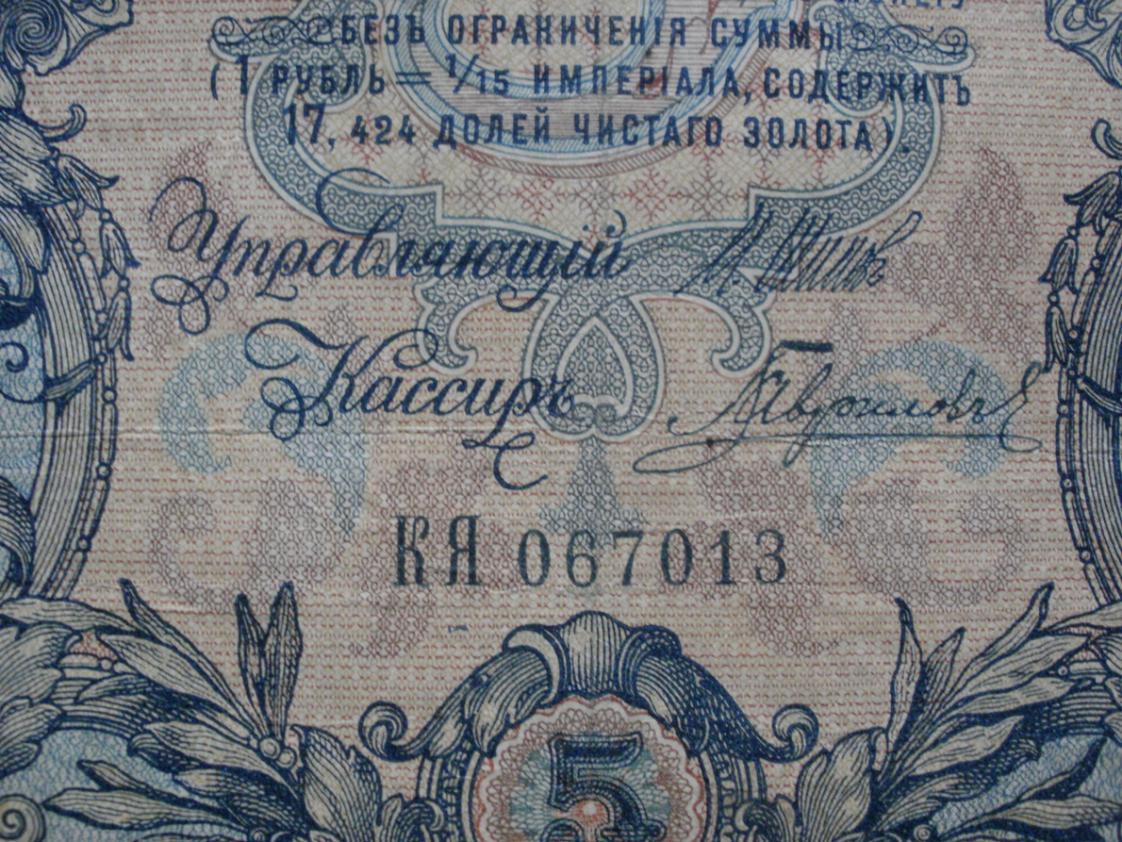 БЕЗЪ ОГРАНИЧЕНІЯ СУММЫ
(1 РУБЛЬ = 1/15 ИМПЕРІАЛА, СОДЕРЖИТЪ
17, 424 ДОЛЕЙ ЧИСТАГО ЗОЛОТА).
Управляющій И. Шипов
Кассиръ
КЯ 067013
5